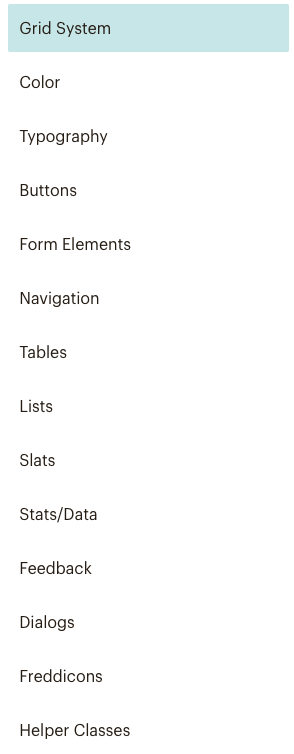 Grid System
Color
Typography
Buttons
Form Elements
Navigation
Tables
Lists
Slats
Stats/Data
Feedback
Dialogs
Freddicons
Helper Classes